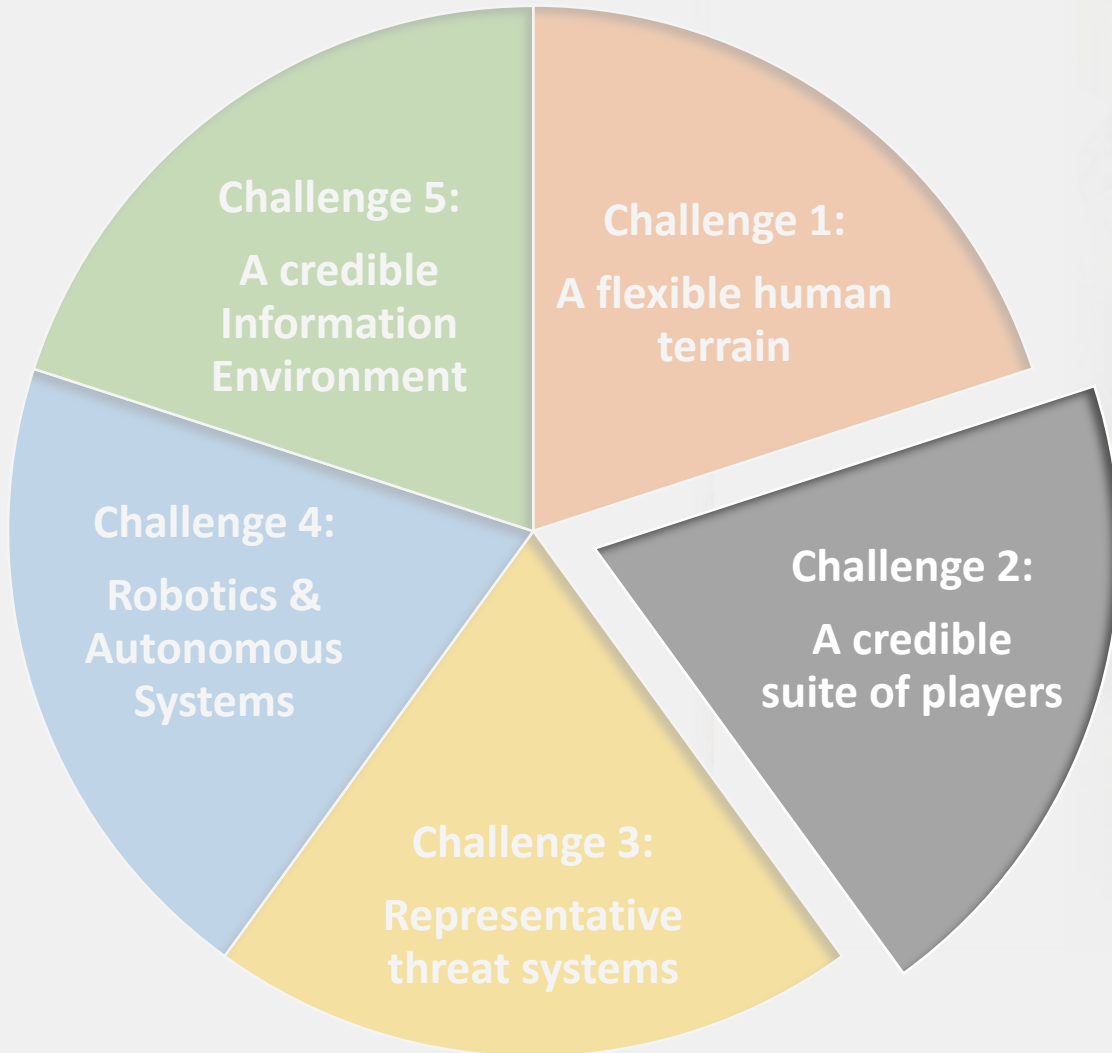 Challenge 1:
A flexible human
terrain
Challenge 2:
A credible
suite of players
Challenge 3:
Representative
threat systems
Challenge 4:
Robotics &
Autonomous
Systems
Challenge 5:
A credible
Information
Environment